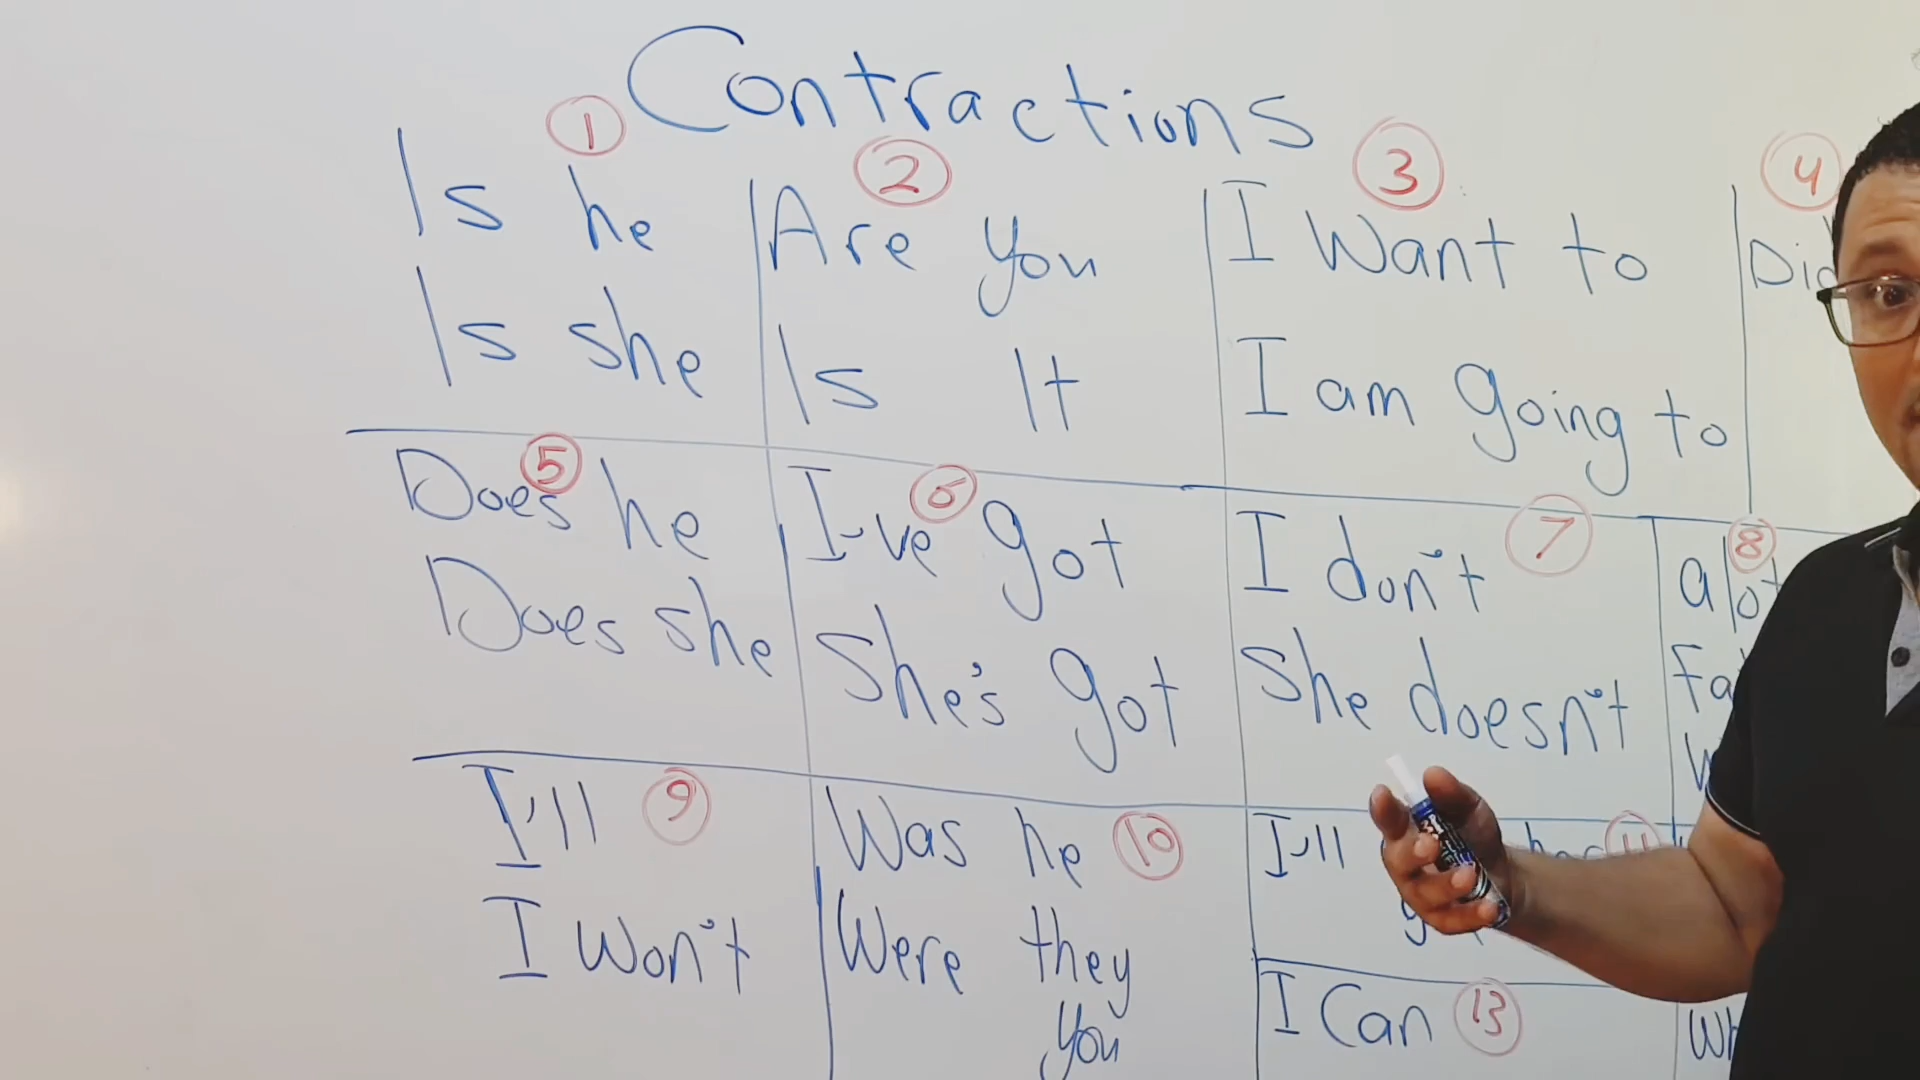 Contractions
1
Is he
Is she
2
Are you
Is It
3
I Want to
I am going to
4
5
Does he
Does she
6
I've got
She's got
7
I don't
She doesn't
8
a lot
9
I'll
I won't
10
Was he
Were they
you
11
I'll
13
I Can